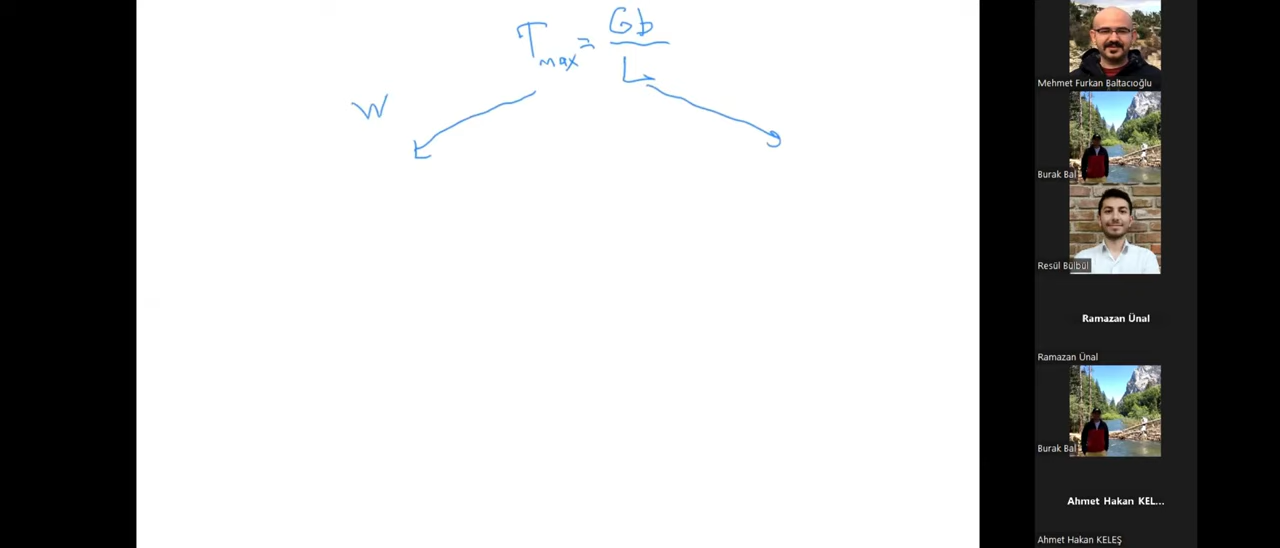 τmax = Gb
L
W
Mehmet Furkan Baltacıoğlu
Burak Bal
Resül Bülbül
Ramazan Ünal
Ramazan Ünal
Burak Bal
Ahmet Hakan KEL...
Ahmet Hakan KELEŞ